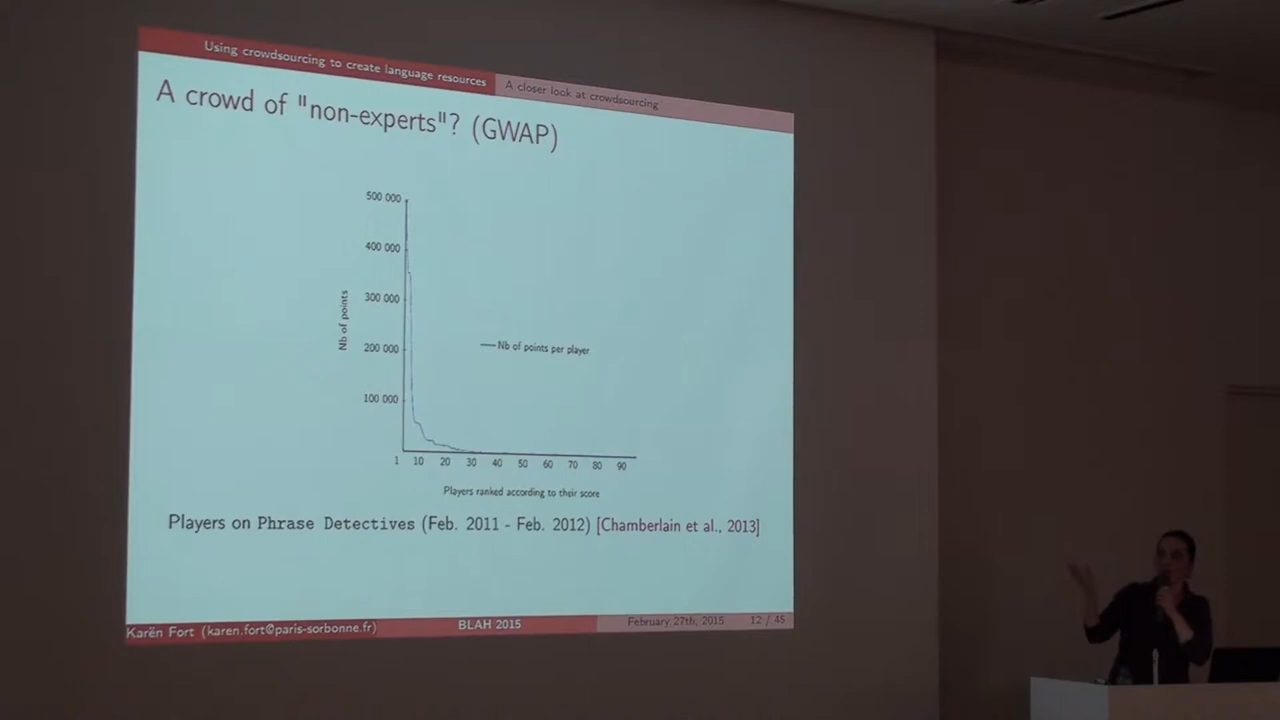 Using crowdsourcing to create language resources
A closer look at crowdsourcing
A crowd of "non-experts"? (GWAP)
500 000
400 000
300 000
200 000
100 000
Nb of points
Nb of points per player
1 10 20 30 40 50 60 70 80 90
Players ranked according to their score
Players on Phrase Detectives (Feb. 2011 - Feb. 2012) [Chamberlain et al., 2013]
Karën Fort (karen.fort@paris-sorbonne.fr)
BLAH 2015
February 27th, 2015
12 / 45